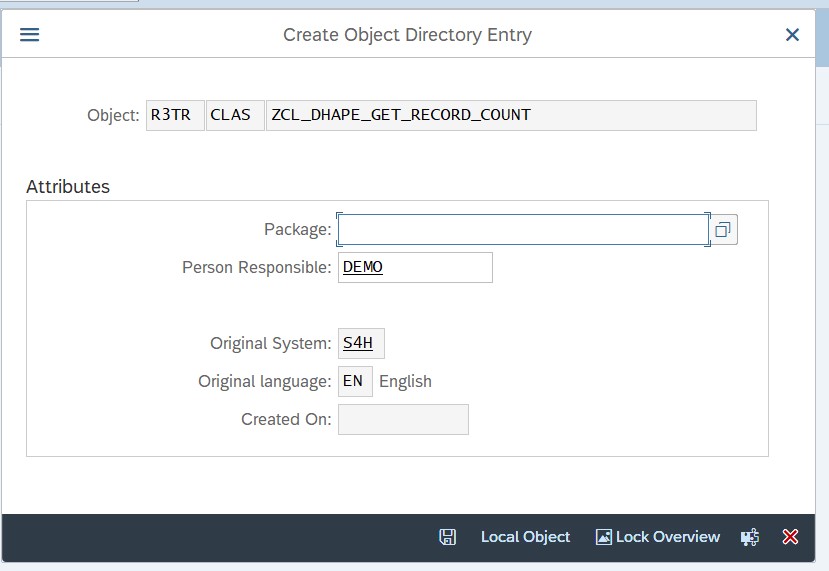 Create Object Directory Entry
Object: R3TR CLAS ZCL_DHAPE_GET_RECORD_COUNT
Attributes
Package:
Person Responsible: DEMO
Original System: S4H
Original language: EN English
Created On:
Local Object Lock Overview